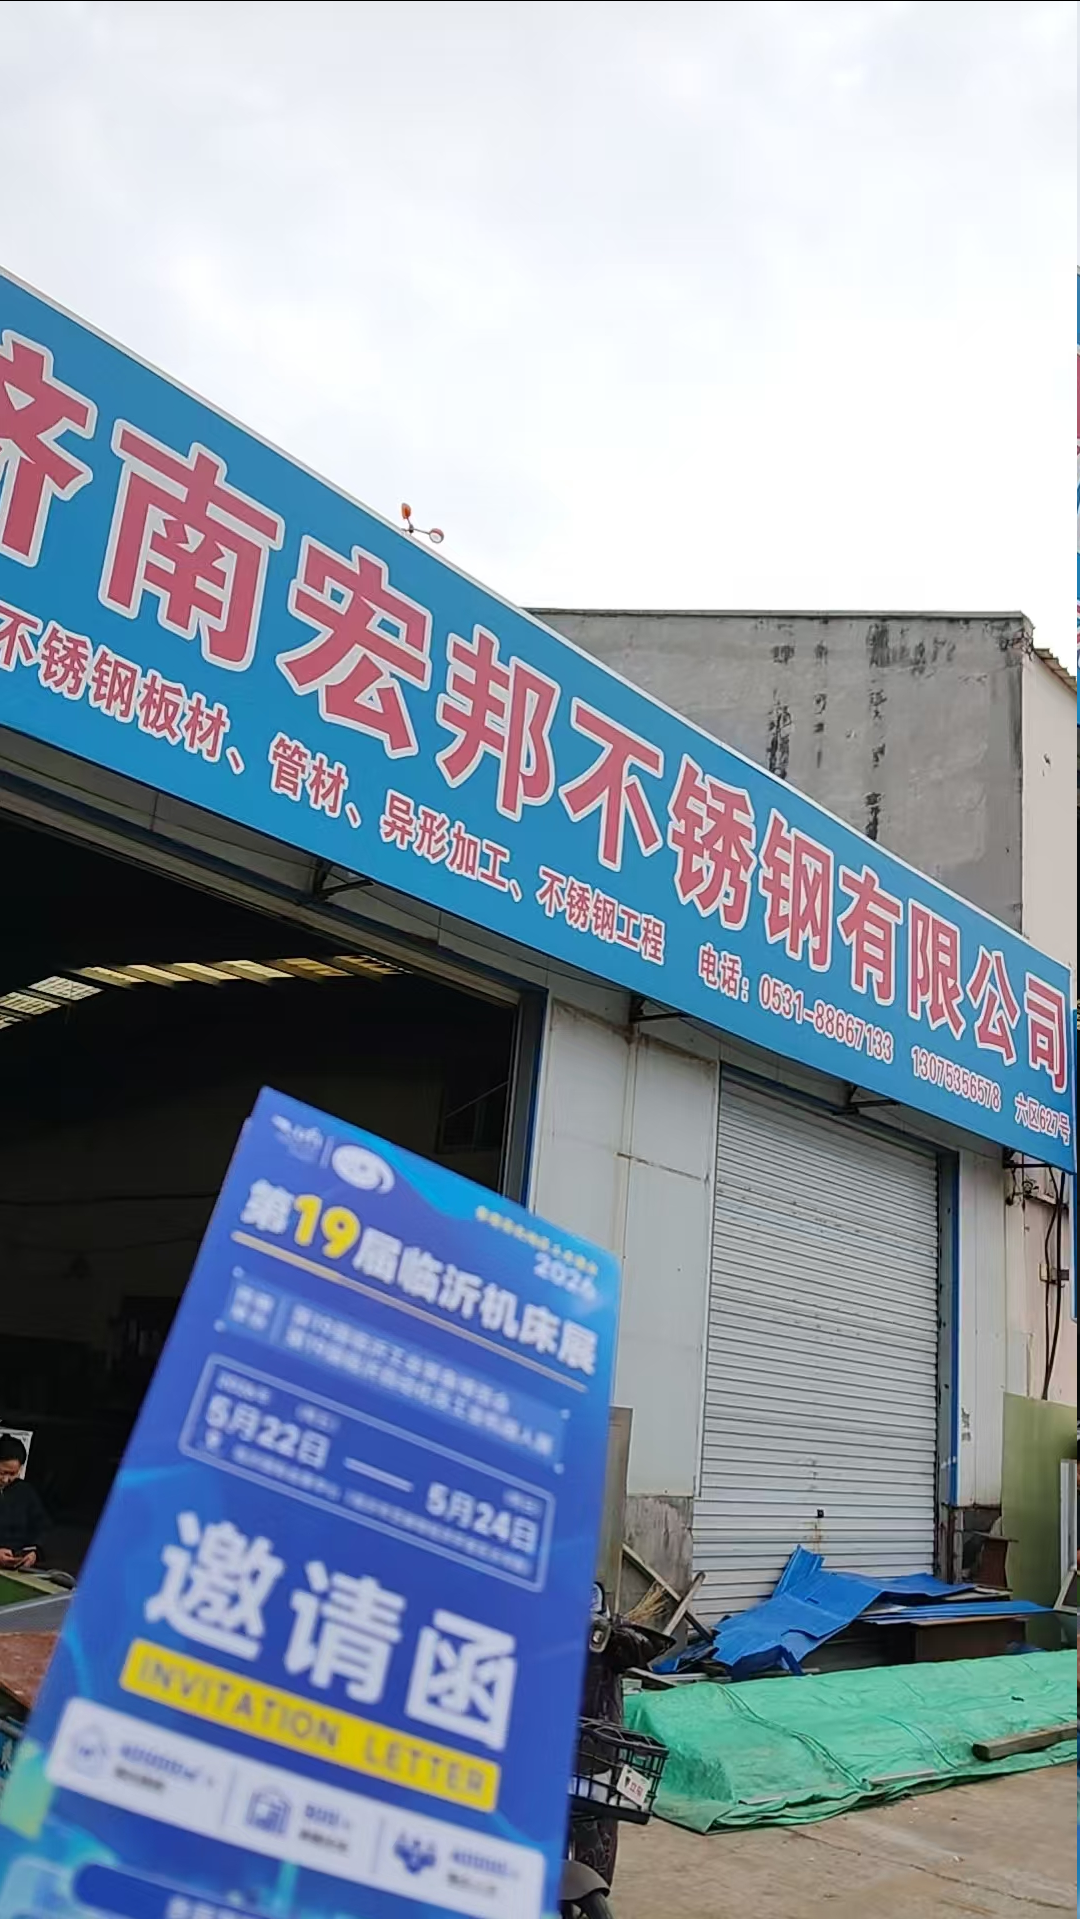 济南宏邦不锈钢有限公司
不锈钢板材、管材、异形加工、不锈钢工程 电话：0531-88667133 13075356578 六区627号
2026
第19届临沂机床展
5月22日 — 5月24日
邀请函
INVITATION LETTER